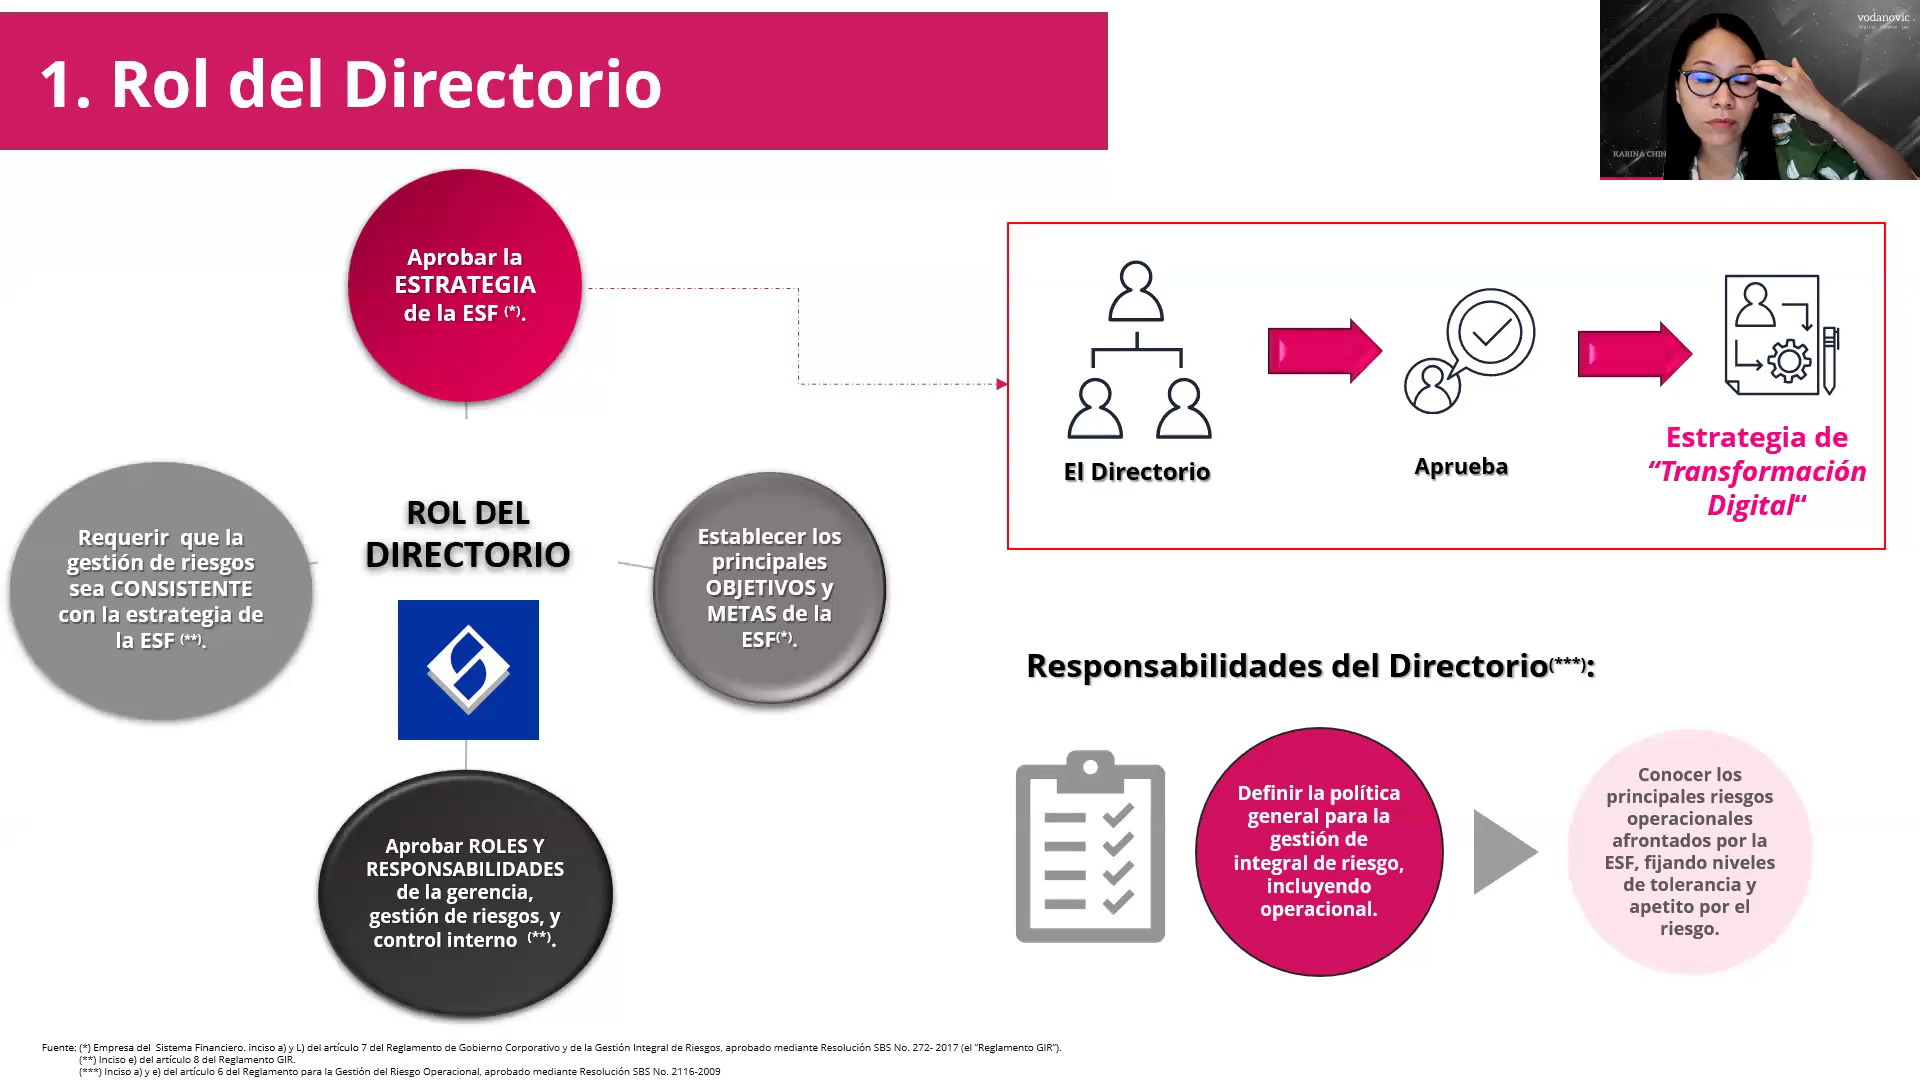 1. Rol del Directorio
vodanovic
KARINA CHIN
Aprobar la
ESTRATEGIA
de la ESF (*).
El Directorio
Aprueba
Estrategia de
“Transformación
Digital“
Requerir que la
gestión de riesgos
sea CONSISTENTE
con la estrategia de
la ESF (**).
ROL DEL
DIRECTORIO
Establecer los
principales
OBJETIVOS y
METAS de la
ESF(*).
Aprobar ROLES Y
RESPONSABILIDADES
de la gerencia,
gestión de riesgos, y
control interno (**).
Responsabilidades del Directorio(***):
Definir la política
general para la
gestión de
integral de riesgo,
incluyendo
operacional.
Conocer los
principales riesgos
operacionales
afrontados por la
ESF, fijando niveles
de tolerancia y
apetito por el
riesgo.
Fuente: (*) Empresa del Sistema Financiero. inciso a) y L) del artículo 7 del Reglamento de Gobierno Corporativo y de la Gestión Integral de Riesgos, aprobado mediante Resolución SBS No. 272- 2017 (el “Reglamento GIR”).
(**) Inciso e) del artículo 8 del Reglamento GIR.
(***) Inciso a) y e) del artículo 6 del Reglamento para la Gestión del Riesgo Operacional, aprobado mediante Resolución SBS No. 2116-2009